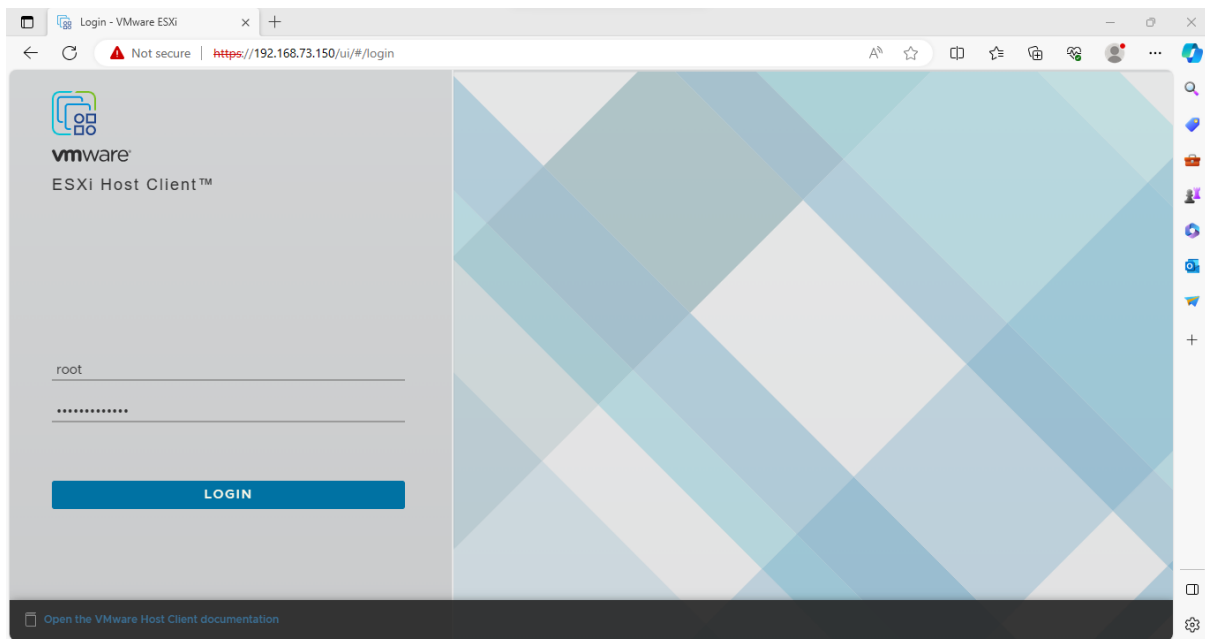 Login - VMware ESXi
Not secure https://192.168.73.150/ui/#/login
vmware®
ESXi Host Client™
root
•••••••••••••
LOGIN
Open the VMware Host Client documentation